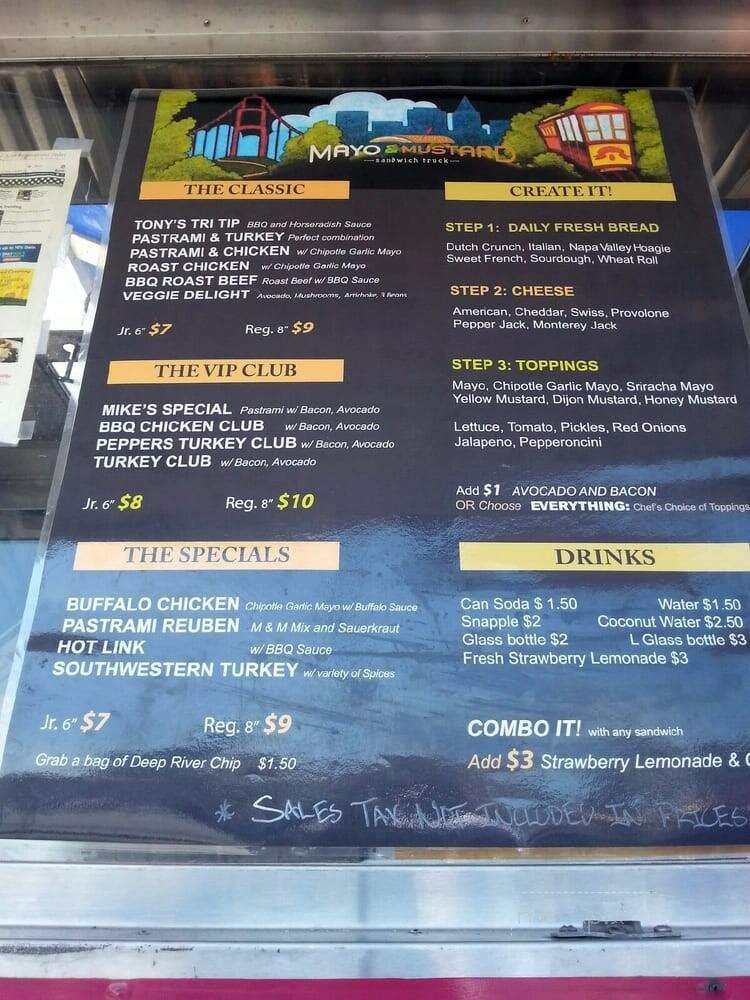 MAYO & MUSTARD
sandwich truck
THE CLASSIC
TONY'S TRI TIP BBQ and Horseradish Sauce
PASTRAMI & TURKEY Perfect combination
PASTRAMI & CHICKEN w/ Chipotle Garlic Mayo
ROAST CHICKEN w/ Chipotle Garlic Mayo
BBQ ROAST BEEF Roast Beef w/ BBQ Sauce
VEGGIE DELIGHT Avocado, Mushrooms, Artichoke, 3 Beans
Jr. 6" $7 Reg. 8" $9
THE VIP CLUB
MIKE'S SPECIAL Pastrami w/ Bacon, Avocado
BBQ CHICKEN CLUB w/ Bacon, Avocado
PEPPERS TURKEY CLUB w/ Bacon, Avocado
TURKEY CLUB w/ Bacon, Avocado
Jr. 6" $8 Reg. 8" $10
THE SPECIALS
BUFFALO CHICKEN Chipotle Garlic Mayo w/ Buffalo Sauce
PASTRAMI REUBEN M & M Mix and Sauerkraut
HOT LINK w/ BBQ Sauce
SOUTHWESTERN TURKEY w/ variety of Spices
Jr. 6" $7 Reg. 8" $9
Grab a bag of Deep River Chip $1.50
CREATE IT!
STEP 1: DAILY FRESH BREAD
Dutch Crunch, Italian, Napa Valley Hoagie
Sweet French, Sourdough, Wheat Roll
STEP 2: CHEESE
American, Cheddar, Swiss, Provolone
Pepper Jack, Monterey Jack
STEP 3: TOPPINGS
Mayo, Chipotle Garlic Mayo, Sriracha Mayo
Yellow Mustard, Dijon Mustard, Honey Mustard
Lettuce, Tomato, Pickles, Red Onions
Jalapeno, Pepperoncini
Add $1 AVOCADO AND BACON
OR Choose EVERYTHING: Chef's Choice of Toppings
DRINKS
Can Soda $ 1.50 Water $1.50
Snapple $2 Coconut Water $2.50
Glass bottle $2 L Glass bottle $3
Fresh Strawberry Lemonade $3
COMBO IT! with any sandwich
Add $3 Strawberry Lemonade &
* SALES TAX NOT INCLUDED IN PRICES